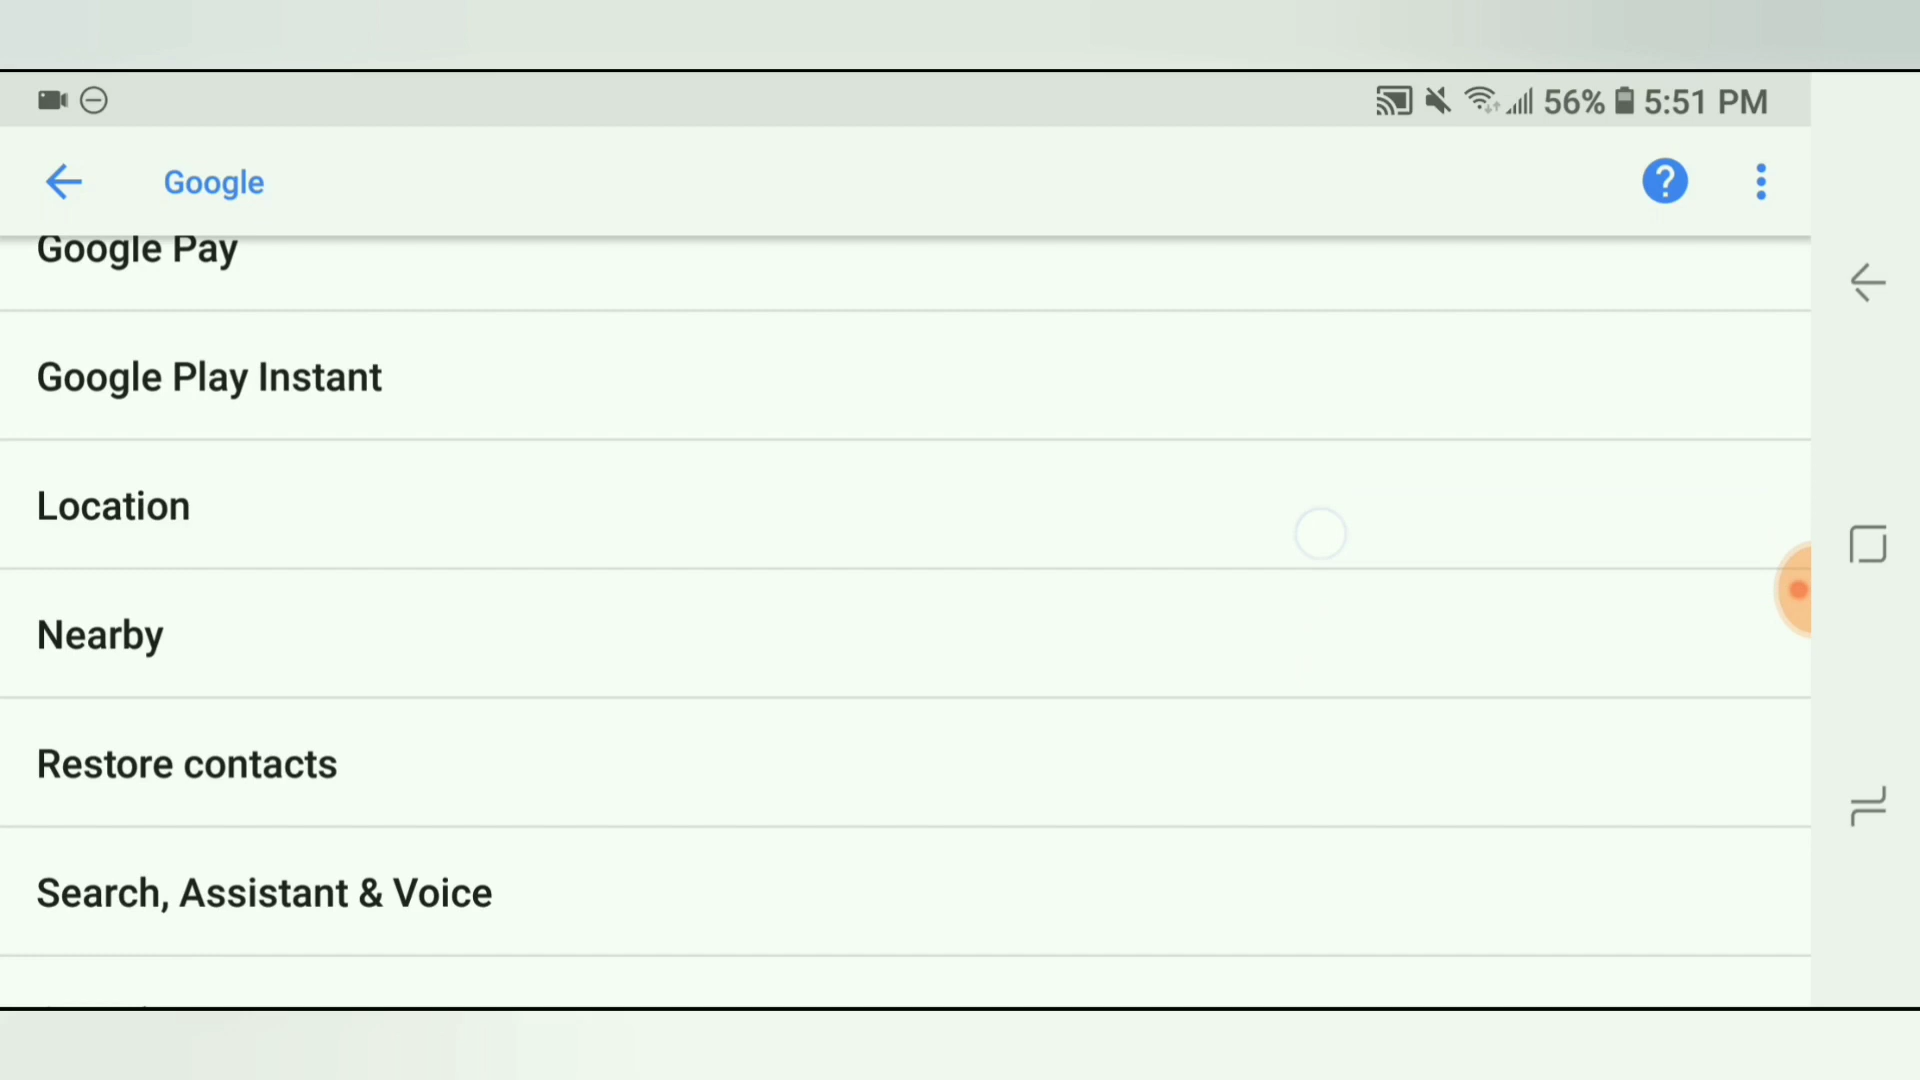 56% 5:51 PM
Google
Google Pay
Google Play Instant
Location
Nearby
Restore contacts
Search, Assistant & Voice